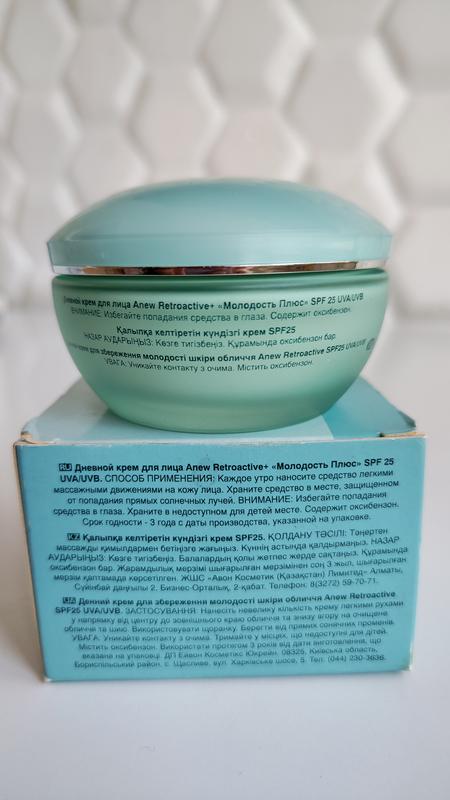 Дневной крем для лица Anew Retroactive+ «Молодость Плюс» SPF 25 UVA/UVB
ВНИМАНИЕ: Избегайте попадания средства в глаза. Содержит оксибензон.
Қалыпқа келтіретін күндізгі крем SPF25
НАЗАР АУДАРЫҢЫЗ: Көзге тигізбеңіз. Құрамында оксибензон бар.
крем для збереження молодості шкіри обличчя Anew Retroactive SPF25 UVA/UVB
УВАГА: Уникайте контакту з очима. Містить оксибензон.
RU Дневной крем для лица Anew Retroactive+ «Молодость Плюс» SPF 25
UVA/UVB. СПОСОБ ПРИМЕНЕНИЯ: Каждое утро наносите средство легкими
массажными движениями на кожу лица. Храните средство в месте, защищенном
от попадания прямых солнечных лучей. ВНИМАНИЕ: Избегайте попадания
средства в глаза. Храните в недоступном для детей месте. Содержит оксибензон.
Срок годности - 3 года с даты производства, указанной на упаковке.
KZ Қалыпқа келтіретін күндізгі крем SPF25. ҚОЛДАНУ ТӘСІЛІ: Таңертен
массажды қимылдармен бетіңізге жағыңыз. Күннің астында қалдырмаңыз. НАЗАР
АУДАРЫҢЫЗ: Көзге тигізбеңіз. Балалардың қолы жетпес жерде сақтаңыз. Құрамында
оксибензон бар. Жарамдылық мерзімі шығарылған мерзімінен соң 3 жыл, шығарылған
мерзім қаптамада көрсетілген. ЖШС «Авон Косметик (Қазақстан) Лимитед» Алматы,
Сүйінбай даңғылы 2, Бизнес-Орталық, 2-қабат. Телефон: 8(3272) 59-70-71.
UA Денний крем для збереження молодості шкіри обличчя Anew Retroactive
SPF25 UVA/UVB. ЗАСТОСУВАННЯ: Нанесіть невелику кількість крему легкими рухами
у напрямку від центру до зовнішнього краю обличчя та знизу вгору на очищене
обличчя та шию. Використовувати щоранку. Берегти від прямих сонячних променів.
УВАГА: Уникайте контакту з очима. Тримайте у місцях, що недоступні для дітей.
Містить оксибензон. Використати протягом 3 років від дати виготовлення, що
вказана на упаковці. ДП Ейвон Косметікс Юкрейн. 08325, Київська область,
Бориспільський район, с. Щасливе, вул. Харківське шосе, 5. Тел. (044) 230-3636.